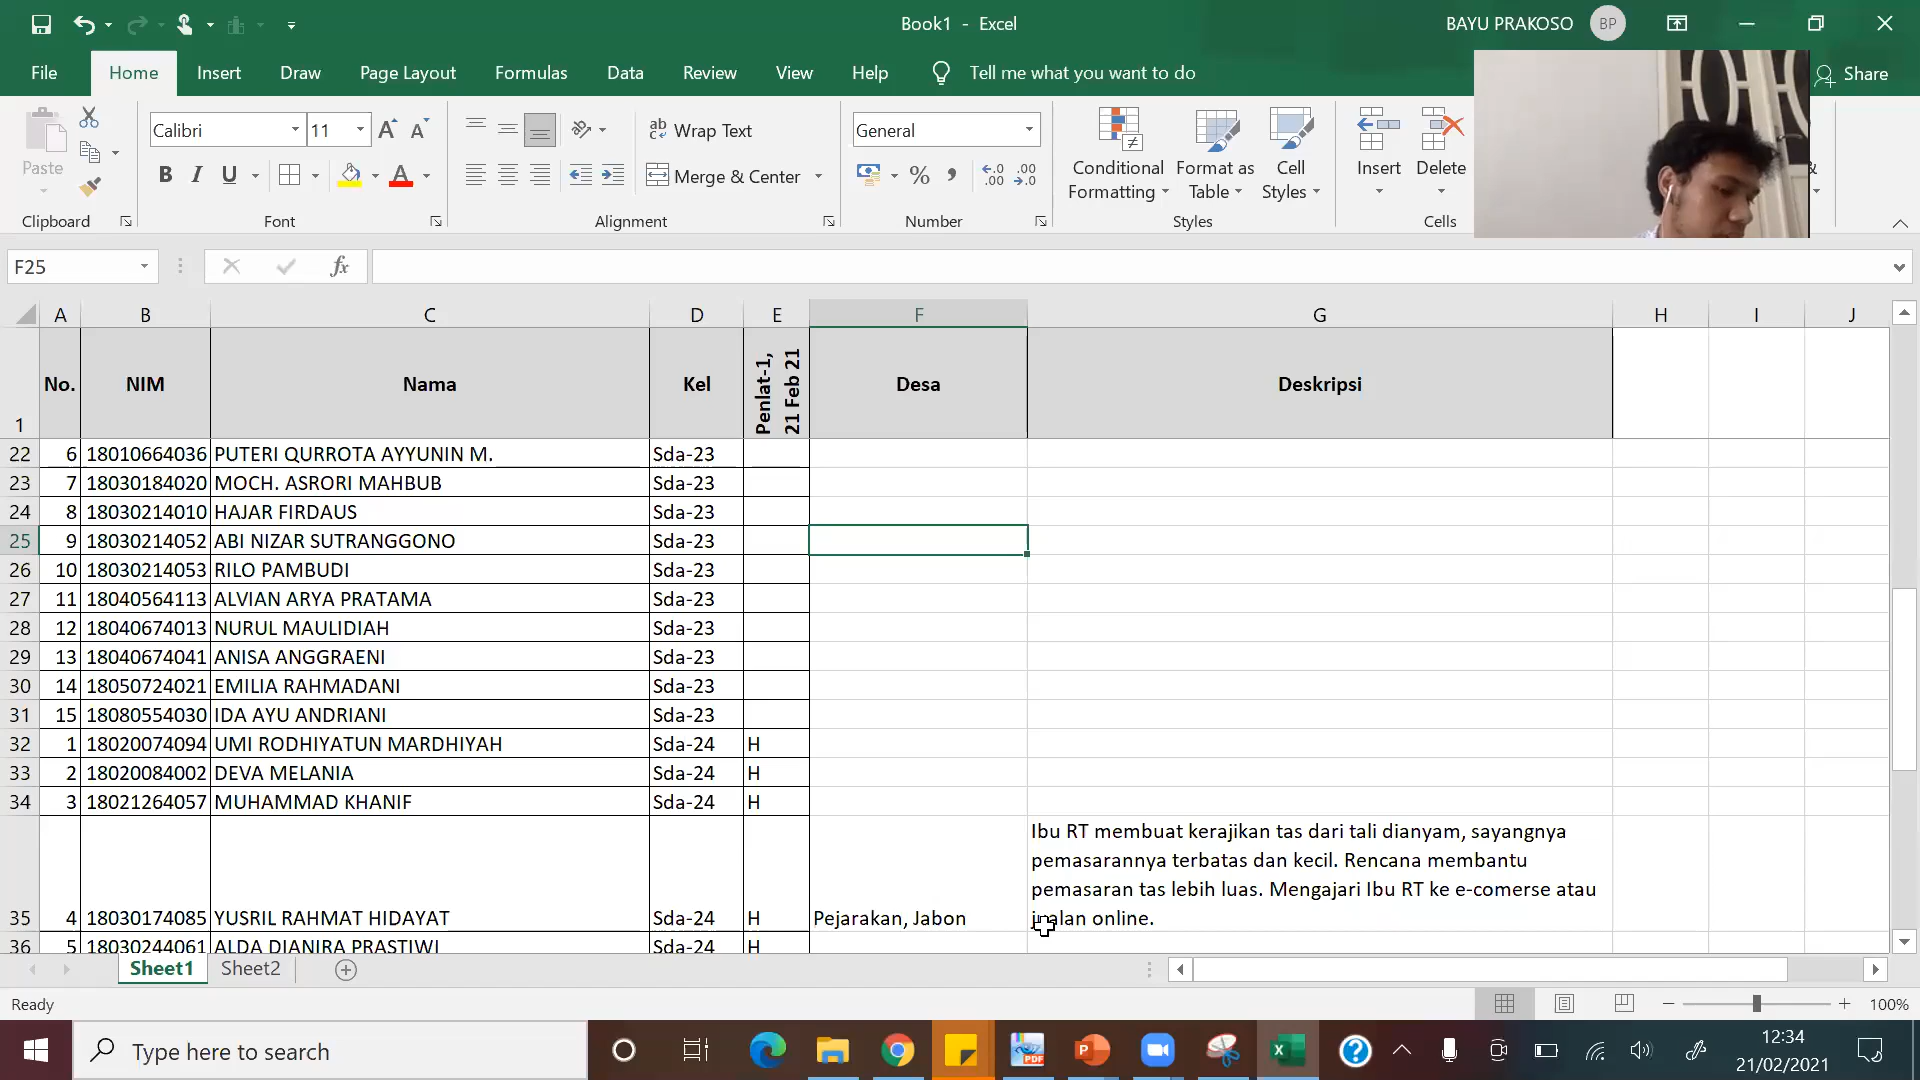 Book1 - Excel
BAYU PRAKOSO
BP
File
Home
Insert
Draw
Page Layout
Formulas
Data
Review
View
Help
Tell me what you want to do
Share
Paste
Clipboard
Calibri
11
B I U
Font
Wrap Text
Merge & Center
Alignment
General
Number
Conditional Formatting
Format as Table
Cell Styles
Styles
Insert
Delete
Cells
F25
fx
A B C D E F G H I J
1 No. NIM Nama Kel Penlat-1, 21 Feb 21 Desa Deskripsi
22 6 18010664036 PUTERI QURROTA AYYUNIN M. Sda-23
23 7 18030184020 MOCH. ASRORI MAHBUB Sda-23
24 8 18030214010 HAJAR FIRDAUS Sda-23
25 9 18030214052 ABI NIZAR SUTRANGGONO Sda-23
26 10 18030214053 RILO PAMBUDI Sda-23
27 11 18040564113 ALVIAN ARYA PRATAMA Sda-23
28 12 18040674013 NURUL MAULIDIAH Sda-23
29 13 18040674041 ANISA ANGGRAENI Sda-23
30 14 18050724021 EMILIA RAHMADANI Sda-23
31 15 18080554030 IDA AYU ANDRIANI Sda-23
32 1 18020074094 UMI RODHIYATUN MARDHIYAH Sda-24 H
33 2 18020084002 DEVA MELANIA Sda-24 H
34 3 18021264057 MUHAMMAD KHANIF Sda-24 H
Ibu RT membuat kerajikan tas dari tali dianyam, sayangnya
pemasarannya terbatas dan kecil. Rencana membantu
pemasaran tas lebih luas. Mengajari Ibu RT ke e-comerse atau
35 4 18030174085 YUSRIL RAHMAT HIDAYAT Sda-24 H Pejarakan, Jabon jualan online.
36 5 18030244061 ALDA DIANIRA PRASTIWI Sda-24 H
Sheet1
Sheet2
Ready
100%
Type here to search
12:34
21/02/2021